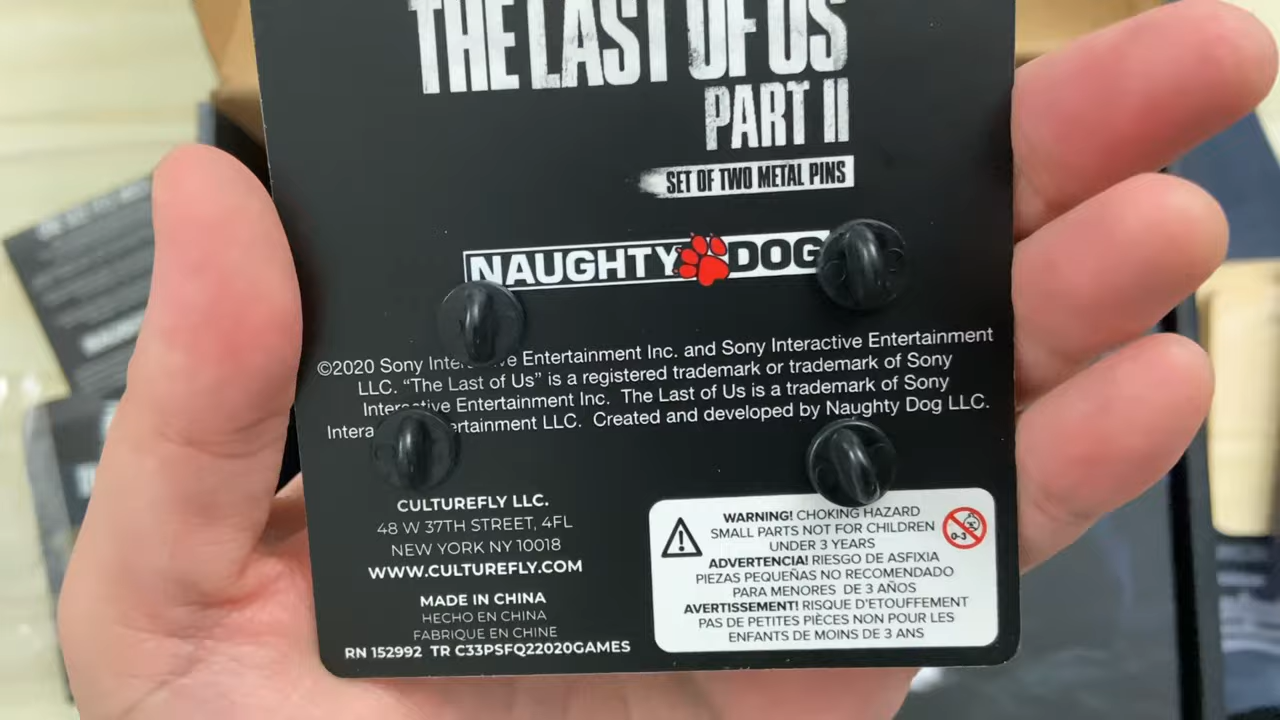 THE LAST OF US
PART II
SET OF TWO METAL PINS
NAUGHTY DOG
©2020 Sony Entertainment Inc. and Sony Interactive Entertainment
LLC. “The Last of Us” is a registered trademark or trademark of Sony
Interactive Entertainment Inc. The Last of Us is a trademark of Sony
LLC. Created and developed by Naughty Dog LLC.
CULTUREFLY LLC.
48 W 37TH STREET, 4FL
NEW YORK NY 10018
WWW.CULTUREFLY.COM
MADE IN CHINA
HECHO EN CHINA
FABRIQUE EN CHINE
RN 152992 TR C33PSFQ22020GAMES
WARNING! CHOKING HAZARD
SMALL PARTS NOT FOR CHILDREN
UNDER 3 YEARS
ADVERTENCIA! RIESGO DE ASFIXIA
PIEZAS PEQUEÑAS NO RECOMENDADO
PARA MENORES DE 3 AÑOS
AVERTISSEMENT! RISQUE D'ETOUFFEMENT
PAS DE PETITES PIÈCES NON POUR LES
ENFANTS DE MOINS DE 3 ANS
0-3